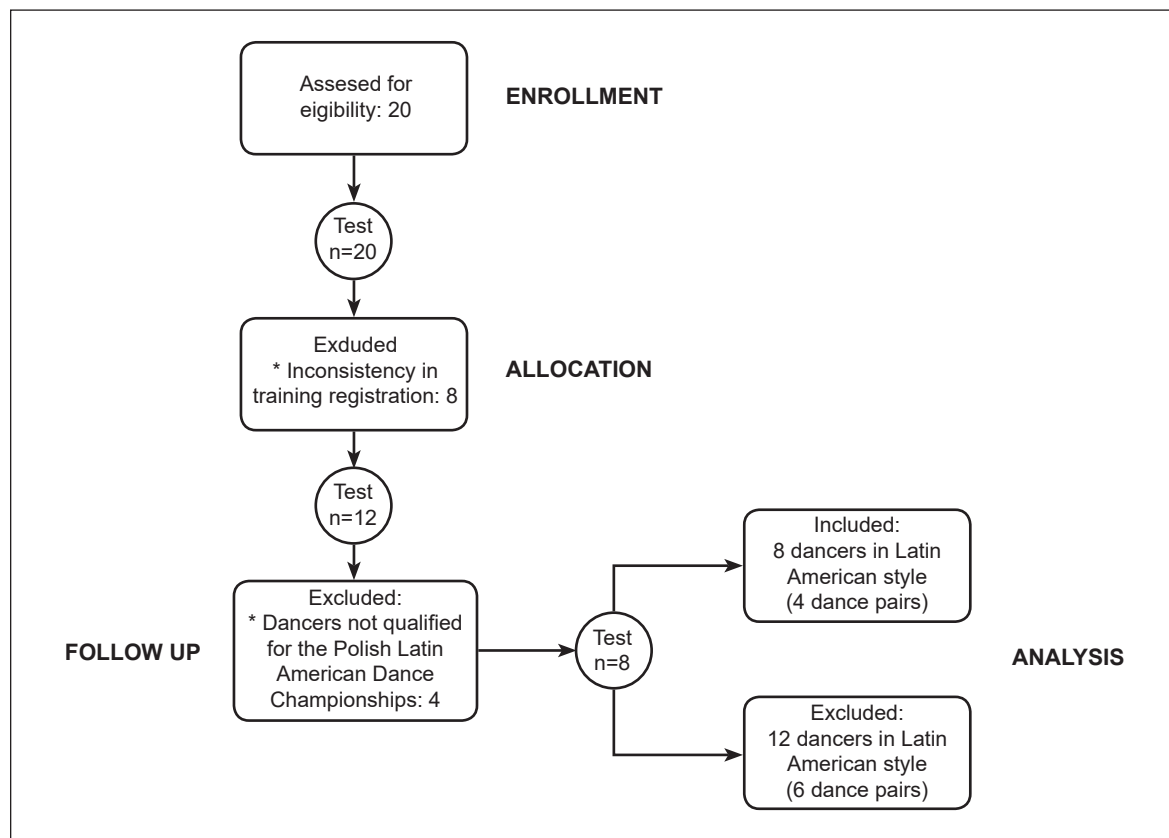 Assesed for
eigibility: 20
ENROLLMENT
Test
n=20
Exduded
* Inconsistency in
training registration: 8
ALLOCATION
Test
n=12
Excluded:
* Dancers not qualified
for the Polish Latin
American Dance
Championships: 4
FOLLOW UP
Test
n=8
Included:
8 dancers in Latin
American style
(4 dance pairs)
ANALYSIS
Excluded:
12 dancers in Latin
American style
(6 dance pairs)